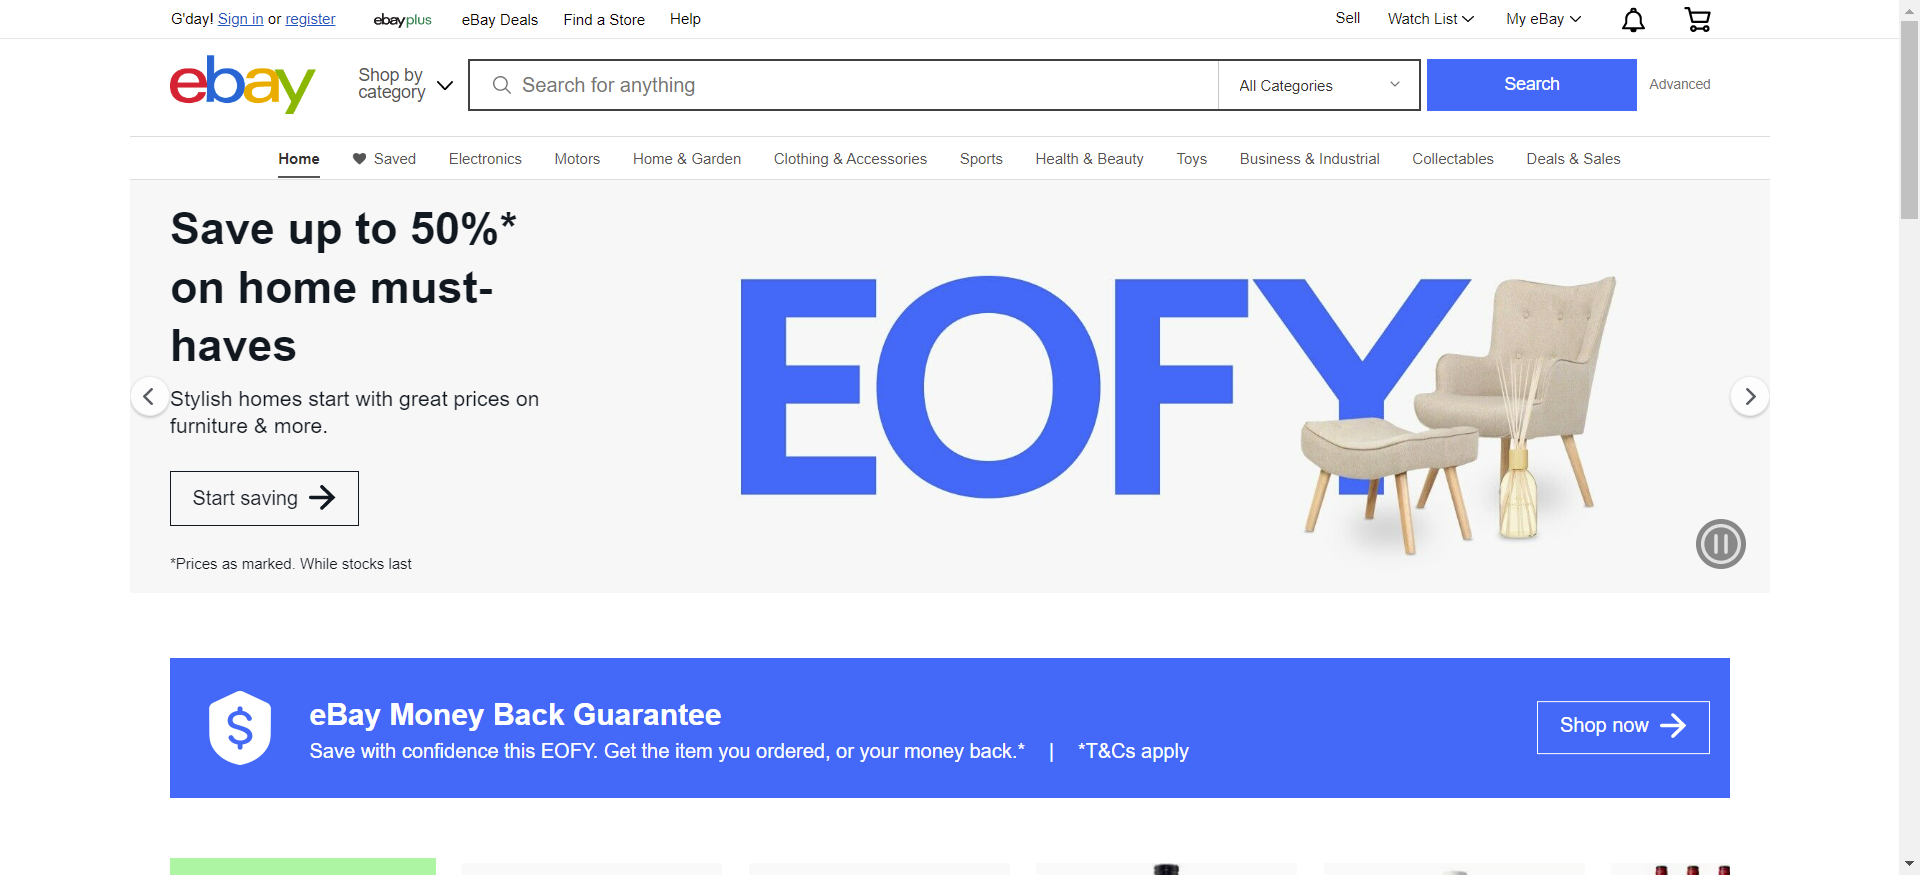 G'day! Sign in or register
ebayplus
eBay Deals
Find a Store
Help
Sell
Watch List
My eBay
ebay
Shop by
category
Search for anything
All Categories
Search
Advanced
Home
Saved
Electronics
Motors
Home & Garden
Clothing & Accessories
Sports
Health & Beauty
Toys
Business & Industrial
Collectables
Deals & Sales
Save up to 50%*
on home must-
haves
Stylish homes start with great prices on
furniture & more.
Start saving
*Prices as marked. While stocks last
EOFY
eBay Money Back Guarantee
Save with confidence this EOFY. Get the item you ordered, or your money back.* | *T&Cs apply
Shop now